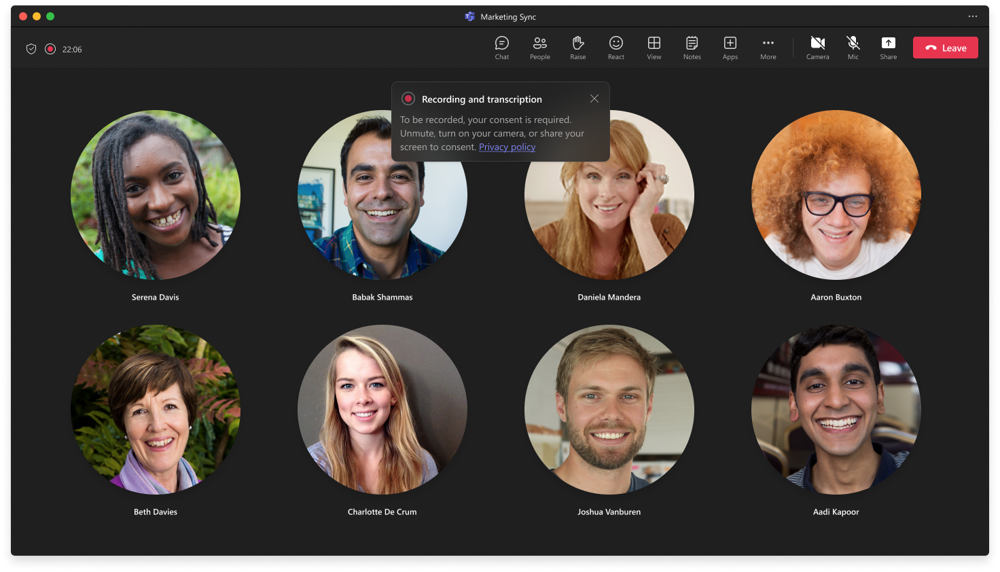 Marketing Sync
22:06
Chat
People
Raise
React
View
Notes
Apps
More
Camera
Mic
Share
Leave
Recording and transcription
To be recorded, your consent is required.
Unmute, turn on your camera, or share your
screen to consent. Privacy policy
Serena Davis
Babak Shammas
Daniela Mandera
Aaron Buxton
Beth Davies
Charlotte De Crum
Joshua Vanburen
Aadi Kapoor